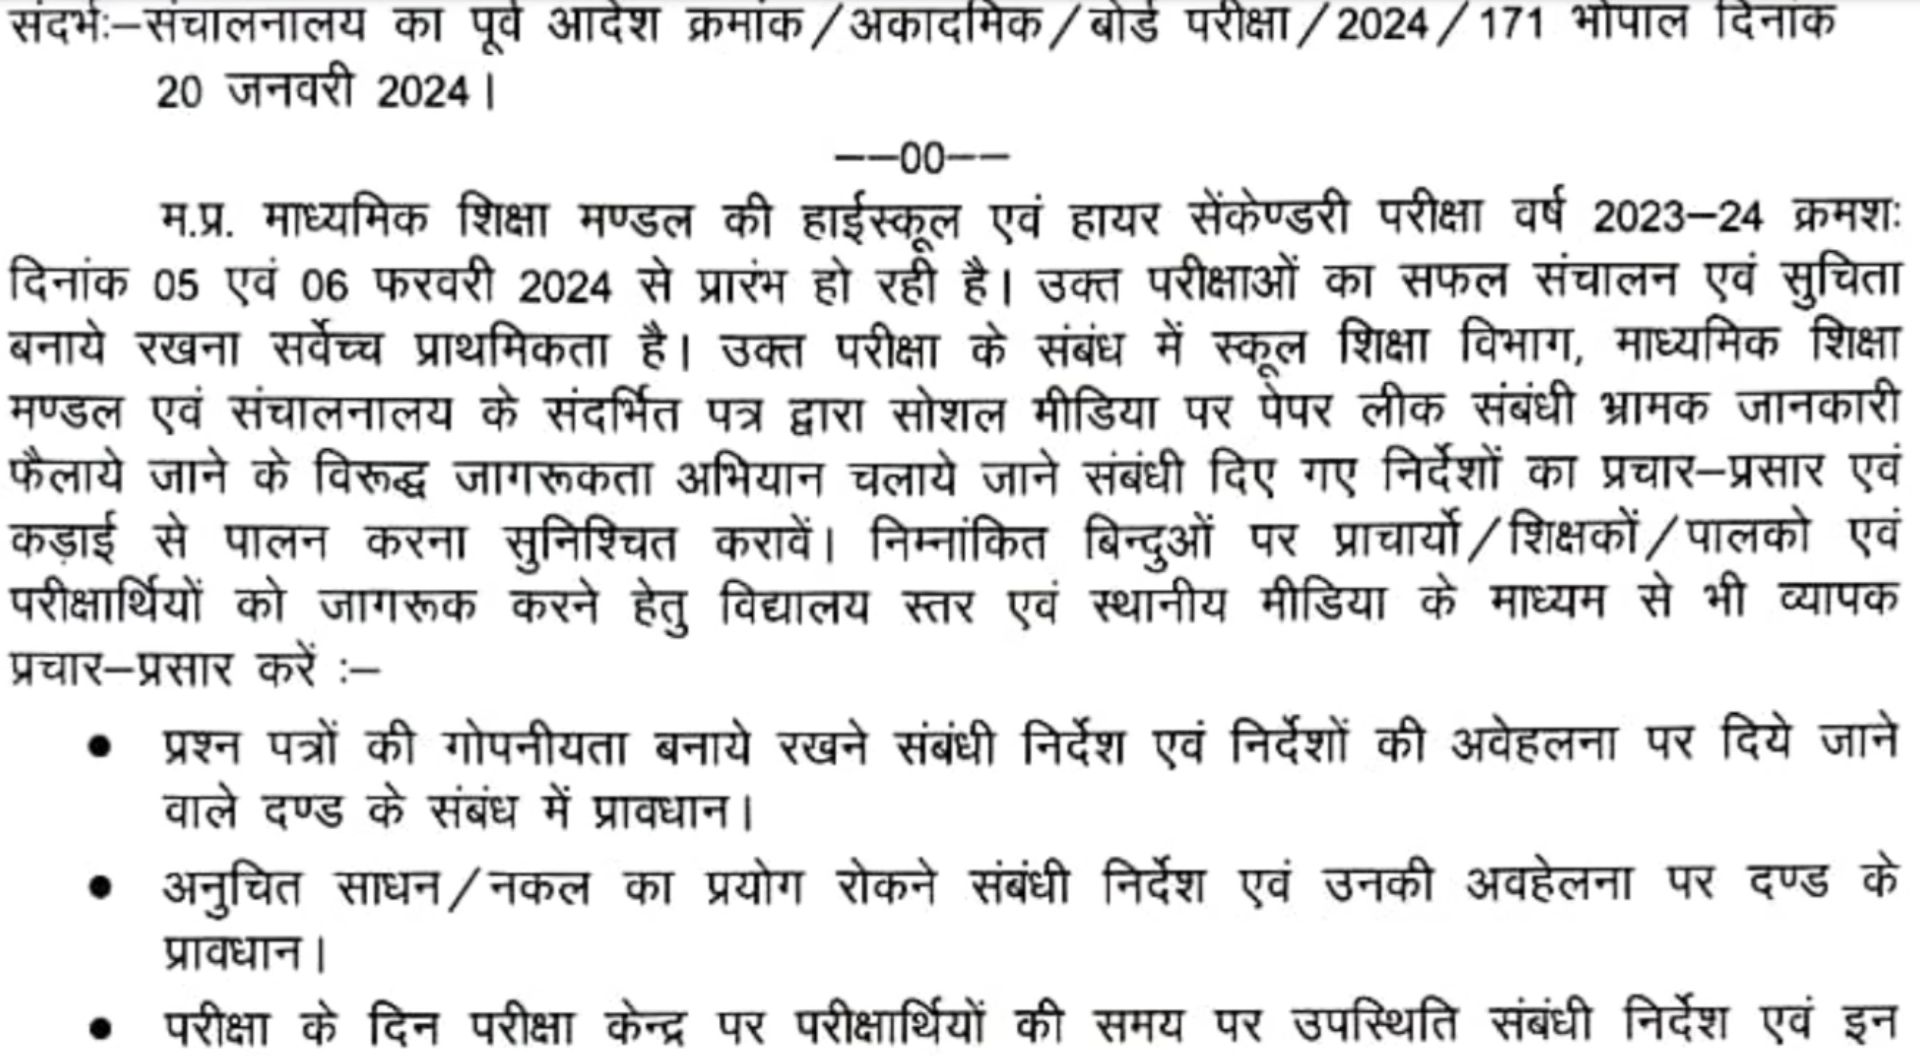 संदर्भः–संचालनालय का पूर्व आदेश क्रमांक/अकादमिक/बोर्ड परीक्षा/2024/171 भोपाल दिनांक
20 जनवरी 2024।
––00––
म.प्र. माध्यमिक शिक्षा मण्डल की हाईस्कूल एवं हायर सेंकेण्डरी परीक्षा वर्ष 2023–24 क्रमशः
दिनांक 05 एवं 06 फरवरी 2024 से प्रारंभ हो रही है। उक्त परीक्षाओं का सफल संचालन एवं सुचिता
बनाये रखना सर्वेच्च प्राथमिकता है। उक्त परीक्षा के संबंध में स्कूल शिक्षा विभाग, माध्यमिक शिक्षा
मण्डल एवं संचालनालय के संदर्भित पत्र द्वारा सोशल मीडिया पर पेपर लीक संबंधी भ्रामक जानकारी
फैलाये जाने के विरूद्ध जागरूकता अभियान चलाये जाने संबंधी दिए गए निर्देशों का प्रचार–प्रसार एवं
कड़ाई से पालन करना सुनिश्चित करावें। निम्नांकित बिन्दुओं पर प्राचार्यो/शिक्षकों/पालको एवं
परीक्षार्थियों को जागरूक करने हेतु विद्यालय स्तर एवं स्थानीय मीडिया के माध्यम से भी व्यापक
प्रचार–प्रसार करें :–
● प्रश्न पत्रों की गोपनीयता बनाये रखने संबंधी निर्देश एवं निर्देशों की अवेहलना पर दिये जाने
वाले दण्ड के संबंध में प्रावधान।
● अनुचित साधन/नकल का प्रयोग रोकने संबंधी निर्देश एवं उनकी अवहेलना पर दण्ड के
प्रावधान।
● परीक्षा के दिन परीक्षा केन्द्र पर परीक्षार्थियों की समय पर उपस्थिति संबंधी निर्देश एवं इन